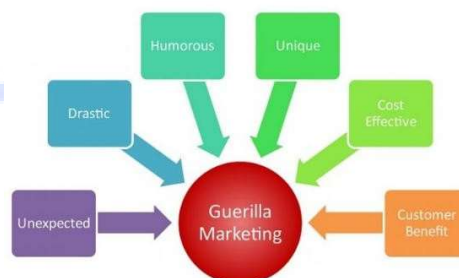 Humorous
Unique
Drastic
Cost
Effective
Unexpected
Guerilla
Marketing
Customer
Benefit